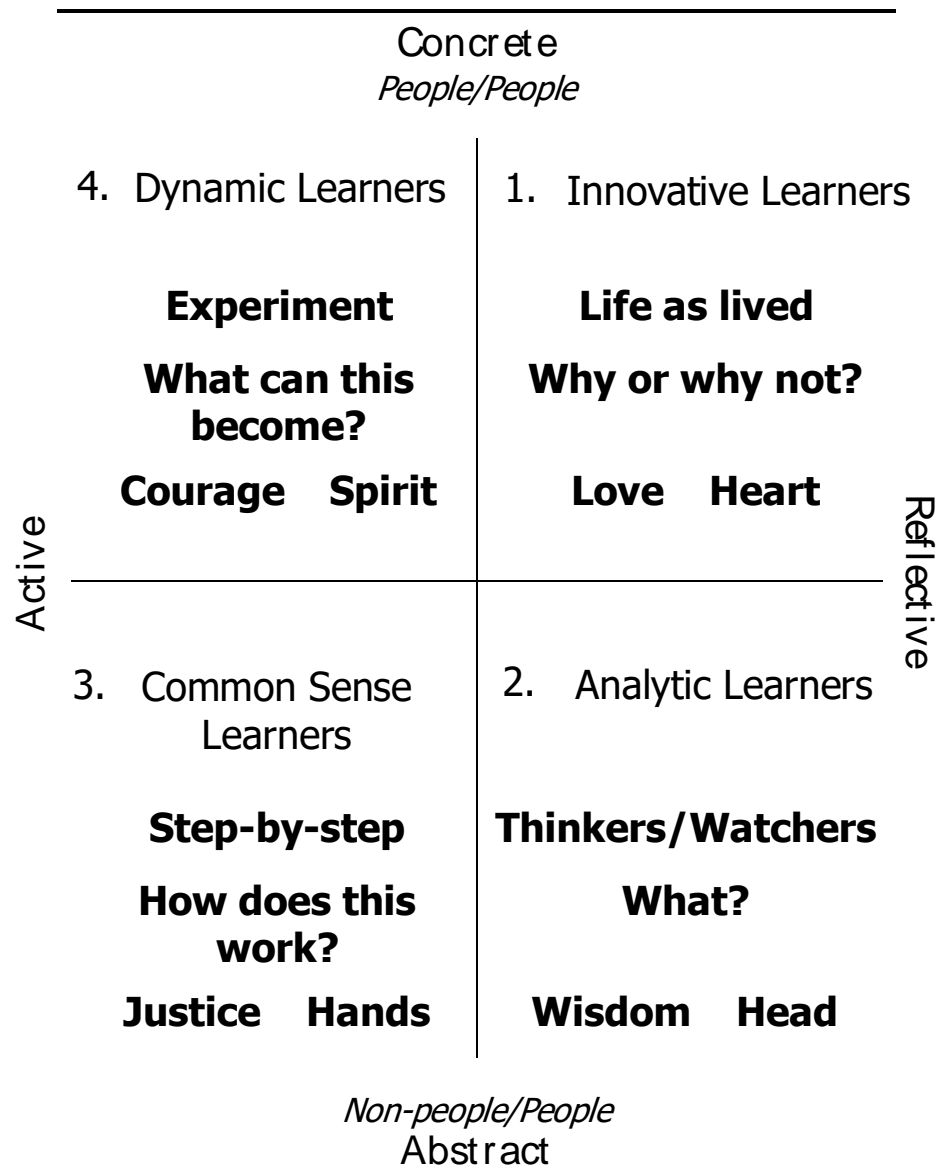 Concrete
People/People
4. Dynamic Learners
Experiment
What can this
become?
Courage Spirit
1. Innovative Learners
Life as lived
Why or why not?
Love Heart
Active
Reflective
3. Common Sense
Learners
Step-by-step
How does this
work?
Justice Hands
2. Analytic Learners
Thinkers/Watchers
What?
Wisdom Head
Non-people/People
Abstract